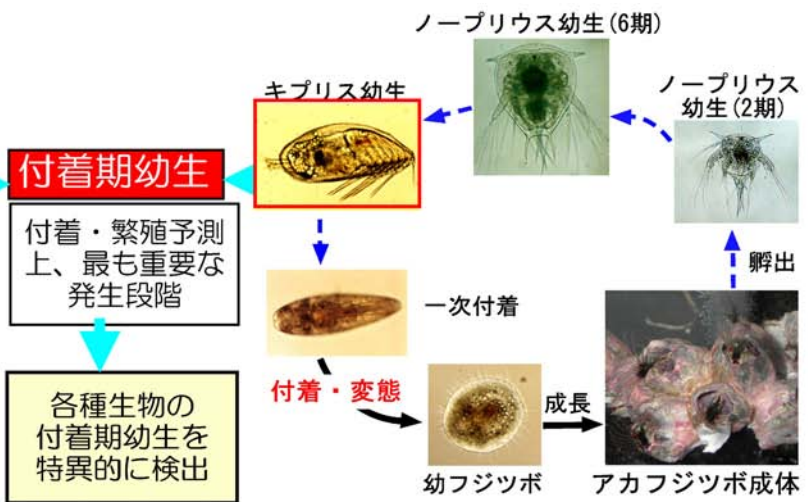 ノープリウス幼生(6期)
ノープリウス
幼生(2期)
キプリス幼生
付着期幼生
付着・繁殖予測
上、最も重要な
発生段階
孵出
一次付着
付着・変態
各種生物の
付着期幼生を
特異的に検出
成長
幼フジツボ
アカフジツボ成体